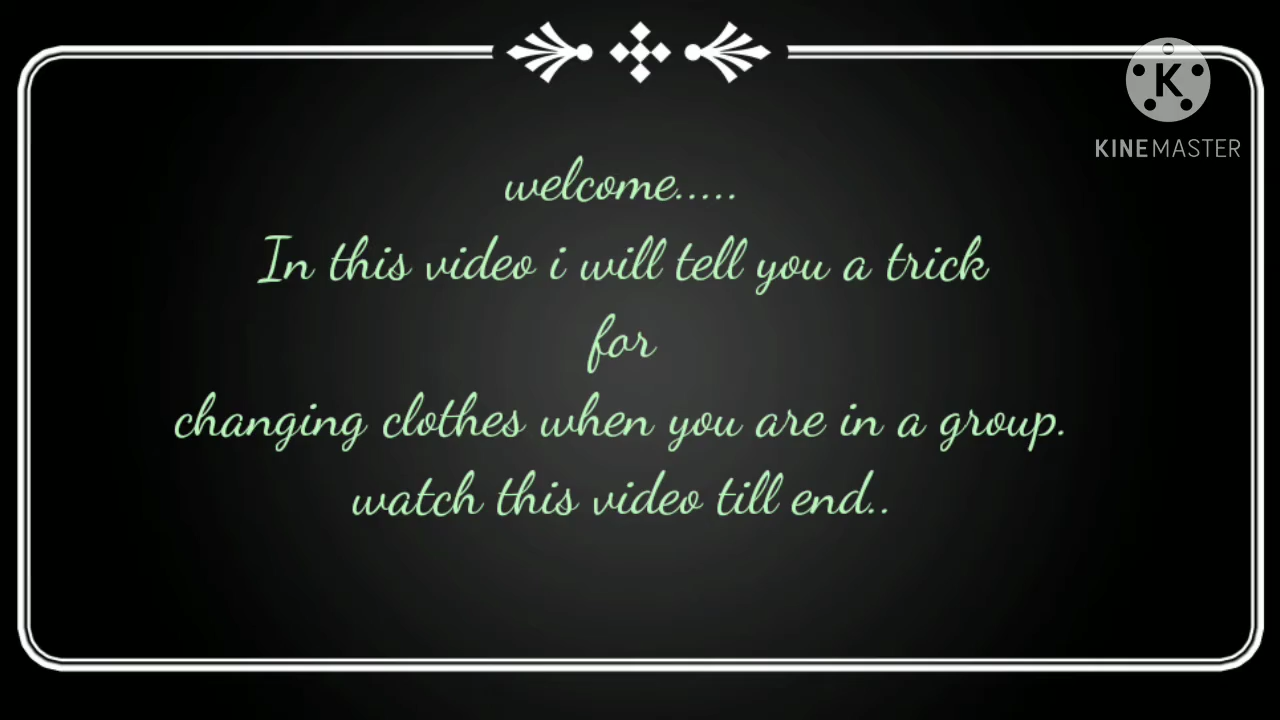 K
KINEMASTER
welcome.....
In this video i will tell you a trick
for
changing clothes when you are in a group.
watch this video till end..